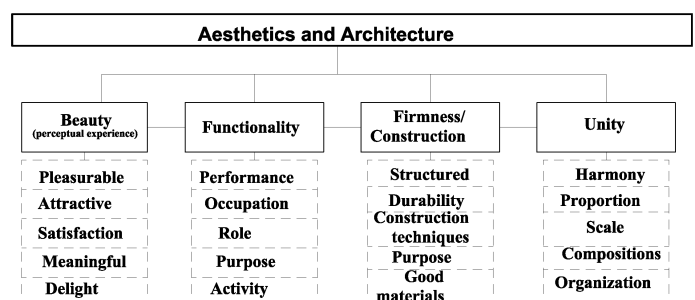 Aesthetics and Architecture
Beauty
(perceptual experience)
Pleasurable
Attractive
Satisfaction
Meaningful
Delight
Functionality
Performance
Occupation
Role
Purpose
Activity
Firmness/
Construction
Structured
Durability
Construction
techniques
Purpose
Good
materials
Unity
Harmony
Proportion
Scale
Compositions
Organization